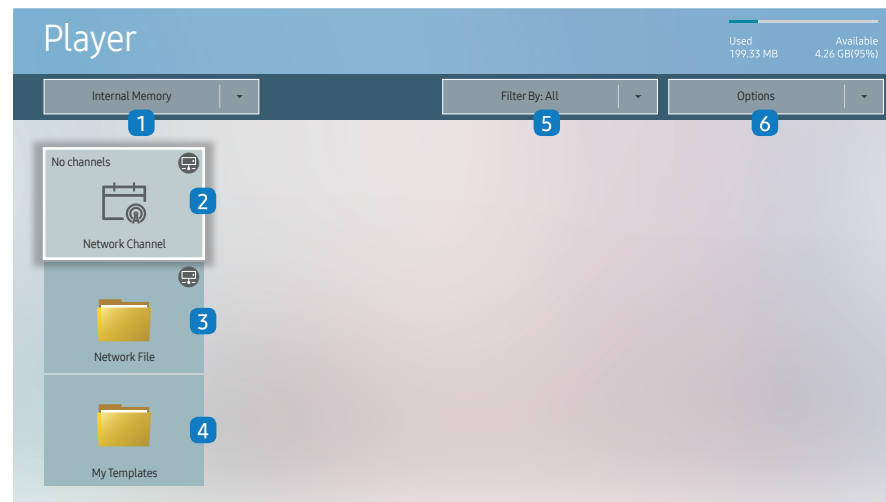 Player
Used Available
199.33 MB 4.26 GB(95%)
Internal Memory Filter By: All Options
1 5 6
No channels
2
Network Channel
3
Network File
4
My Templates